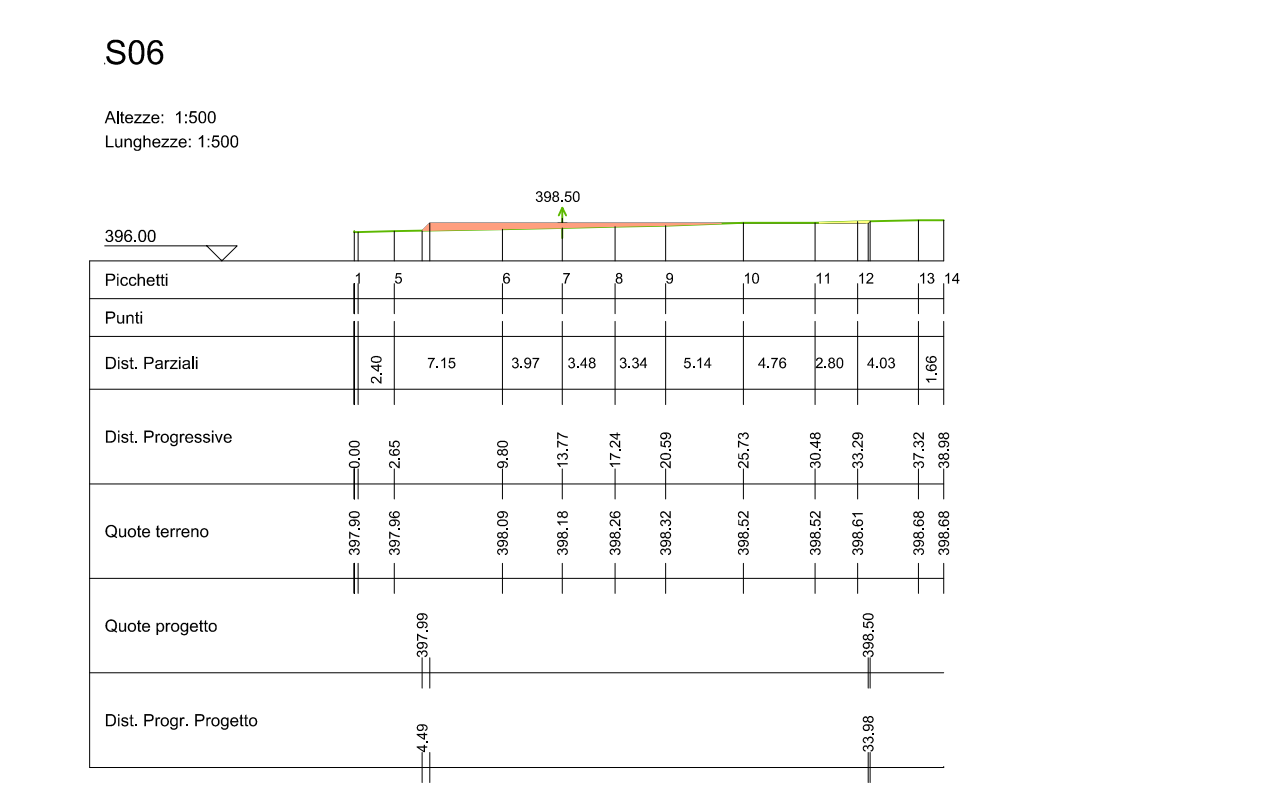 S06
Altezze: 1:500
Lunghezze: 1:500
398.50
396.00
Picchetti 1 5 6 7 8 9 10 11 12 13 14
Punti
Dist. Parziali 2.40 7.15 3.97 3.48 3.34 5.14 4.76 2.80 4.03 1.66
Dist. Progressive 0.00 2.65 9.80 13.77 17.24 20.59 25.73 30.48 33.29 37.32 38.98
Quote terreno 397.90 397.96 398.09 398.18 398.26 398.32 398.52 398.52 398.61 398.68 398.68
Quote progetto 397.99 398.50
Dist. Progr. Progetto 4.49 33.98